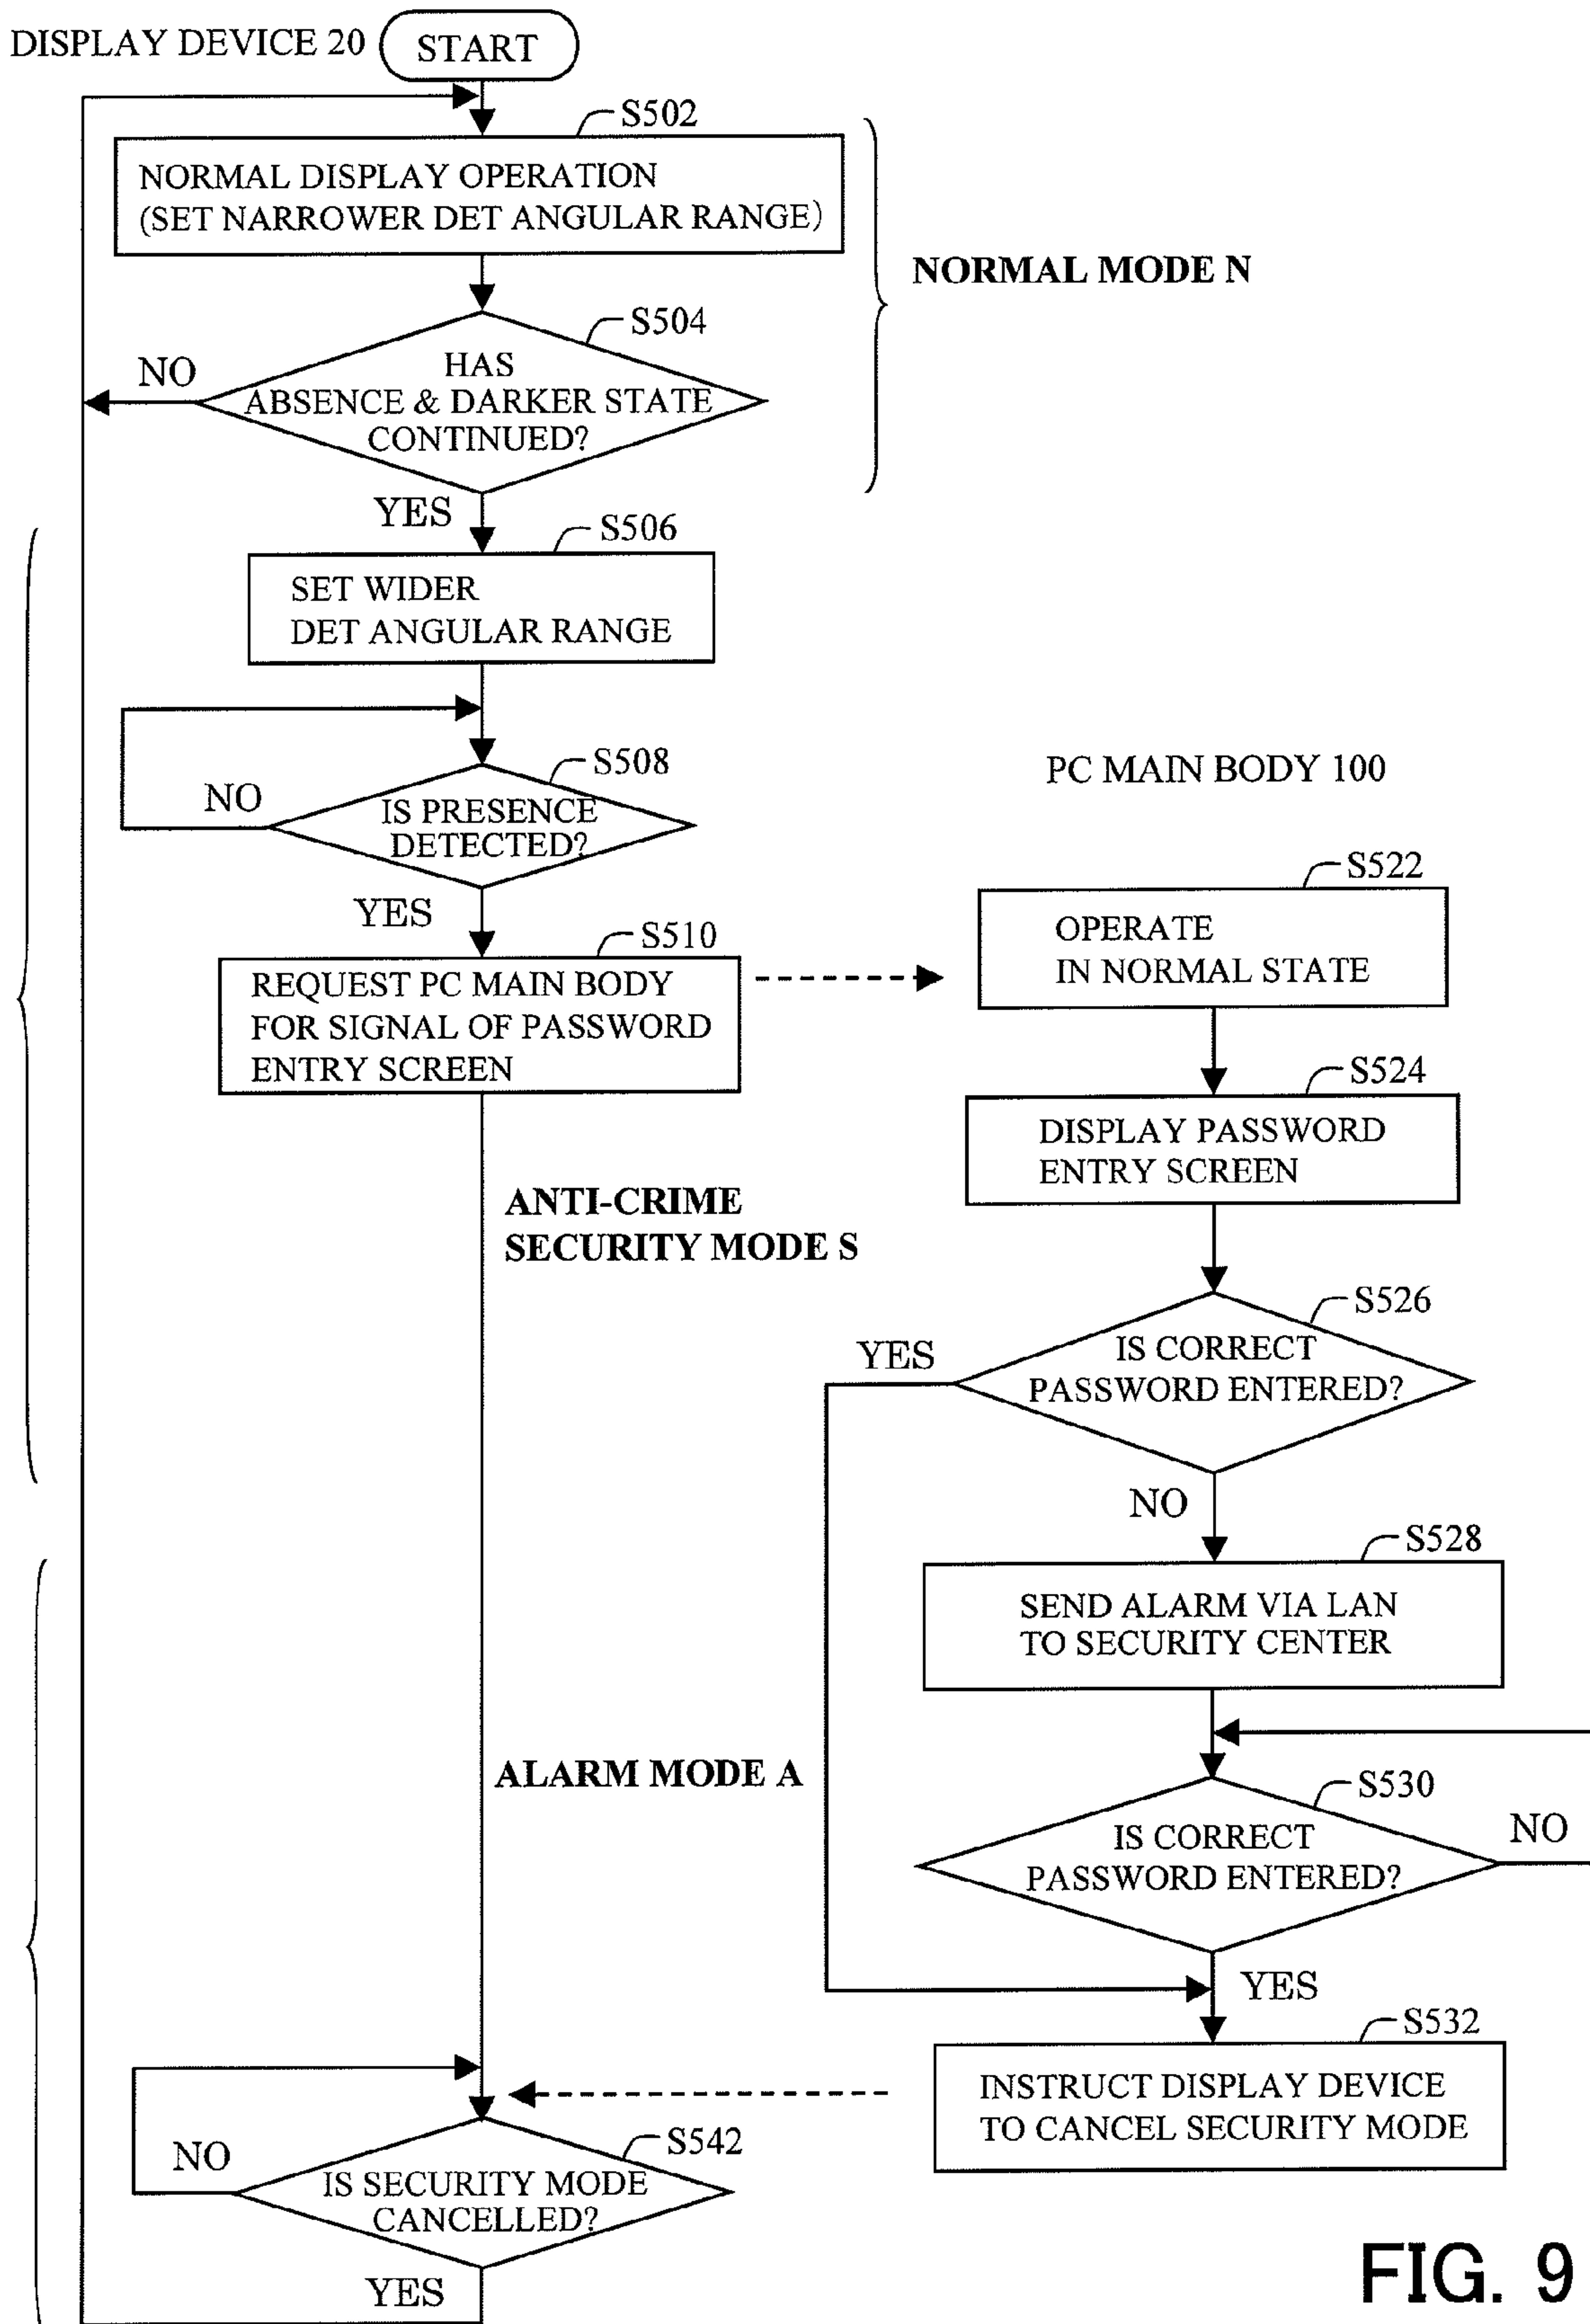 DISPLAY DEVICE 20
START
S502
NORMAL DISPLAY OPERATION
(SET NARROWER DET ANGULAR RANGE)
NORMAL MODE N
S504
HAS
ABSENCE & DARKER STATE
CONTINUED?
NO
YES
S506
SET WIDER
DET ANGULAR RANGE
S508
IS PRESENCE
DETECTED?
NO
YES
S510
REQUEST PC MAIN BODY
FOR SIGNAL OF PASSWORD
ENTRY SCREEN
ANTI-CRIME
SECURITY MODE S
PC MAIN BODY 100
S522
OPERATE
IN NORMAL STATE
S524
DISPLAY PASSWORD
ENTRY SCREEN
S526
IS CORRECT
PASSWORD ENTERED?
YES
NO
S528
SEND ALARM VIA LAN
TO SECURITY CENTER
ALARM MODE A
S530
IS CORRECT
PASSWORD ENTERED?
NO
YES
S532
INSTRUCT DISPLAY DEVICE
TO CANCEL SECURITY MODE
S542
IS SECURITY MODE
CANCELLED?
NO
YES
FIG. 9